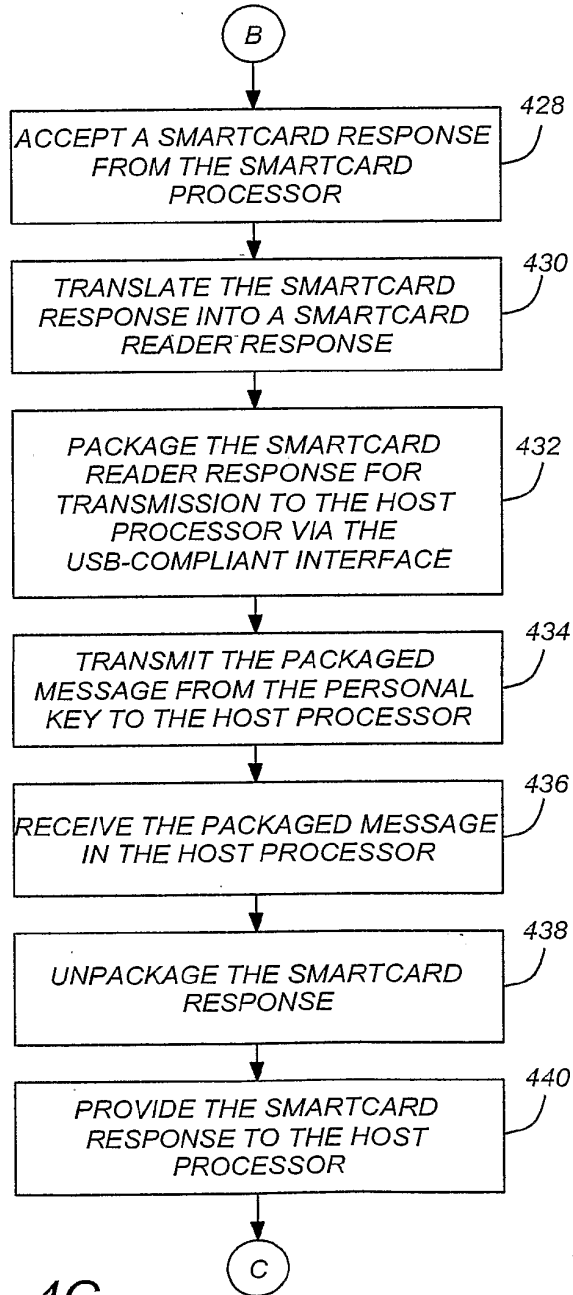 B
428
ACCEPT A SMARTCARD RESPONSE
FROM THE SMARTCARD
PROCESSOR
430
TRANSLATE THE SMARTCARD
RESPONSE INTO A SMARTCARD
READER RESPONSE
432
PACKAGE THE SMARTCARD
READER RESPONSE FOR
TRANSMISSION TO THE HOST
PROCESSOR VIA THE
USB-COMPLIANT INTERFACE
434
TRANSMIT THE PACKAGED
MESSAGE FROM THE PERSONAL
KEY TO THE HOST PROCESSOR
436
RECEIVE THE PACKAGED MESSAGE
IN THE HOST PROCESSOR
438
UNPACKAGE THE SMARTCARD
RESPONSE
440
PROVIDE THE SMARTCARD
RESPONSE TO THE HOST
PROCESSOR
C